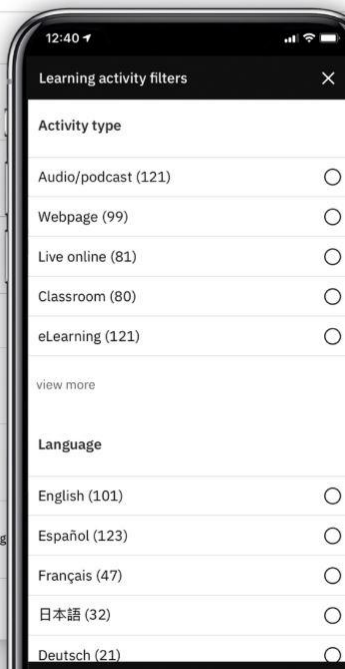 12:40
Learning activity filters
Activity type
Audio/podcast (121)
Webpage (99)
Live online (81)
Classroom (80)
eLearning (121)
view more
Language
English (101)
Español (123)
Français (47)
日本語 (32)
Deutsch (21)
g